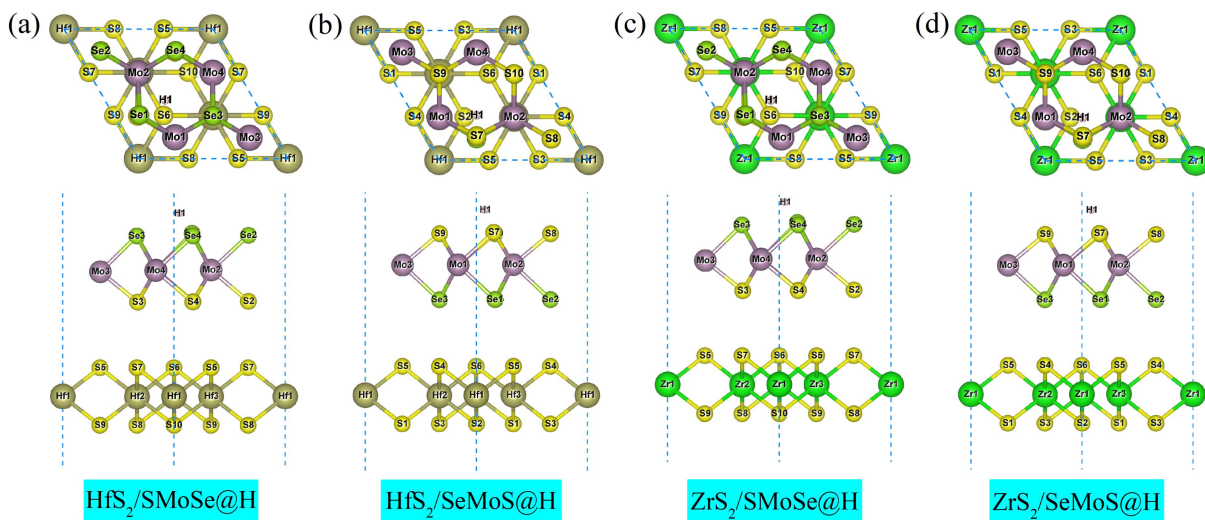 (a) (b) (c) (d)
Hf1 S8 S5 Hf1
Se2 Se4
S7 Mo2 S10 Mo4 S7
H1
S9 Se1 S6 Se3 S9
Mo1 Mo3
Hf1 S8 S5 Hf1
Hf1 S5 S3 Hf1
Mo3 Mo4
S1 S9 S6 S10 S1
S4 Mo1 S2 H1 Mo2 S4
S7 S8
Hf1 S5 S3 Hf1
Zr1 S8 S5 Zr1
Se2 Se4
S7 Mo2 S10 Mo4 S7
H1
S9 Se1 S6 Se3 S9
Mo1 Mo3
Zr1 S8 S5 Zr1
Zr1 S5 S3 Zr1
Mo3 Mo4
S1 S9 S6 S10 S1
S4 Mo1 S2 H1 Mo2 S4
S7 S8
Zr1 S5 S3 Zr1
H1
Se3 Se4 Se2
Mo3 Mo4 Mo2
S3 S4 S2
S5 S7 S6 S5 S7
Hf1 Hf2 Hf1 Hf3 Hf1
S9 S8 S10 S9 S8
H1
S9 S7 S8
Mo3 Mo1 Mo2
Se3 Se1 Se2
S5 S4 S6 S5 S4
Hf1 Hf2 Hf1 Hf3 Hf1
S1 S3 S2 S1 S3
H1
Se3 Se4 Se2
Mo3 Mo4 Mo2
S3 S4 S2
S5 S7 S6 S5 S7
Zr1 Zr2 Zr1 Zr3 Zr1
S9 S8 S10 S9 S8
H1
S9 S7 S8
Mo3 Mo1 Mo2
Se3 Se1 Se2
S5 S4 S6 S5 S4
Zr1 Zr2 Zr1 Zr3 Zr1
S1 S3 S2 S1 S3
HfS₂/SMoSe@H HfS₂/SeMoS@H ZrS₂/SMoSe@H ZrS₂/SeMoS@H